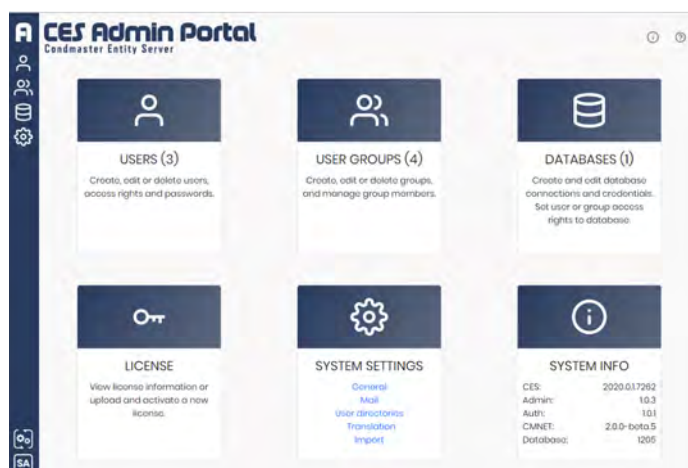 A
CES Admin Portal
Condmaster Entity Server
USERS (3)
Create, edit or delete users,
access rights and passwords.
USER GROUPS (4)
Create, edit or delete groups,
and manage group members.
DATABASES (1)
Create and edit database
connections and credentials.
Set user or group access
rights to database
LICENSE
View license information or
upload and activate a new
license.
SYSTEM SETTINGS
General
Mail
User directories
Translation
Import
SYSTEM INFO
CES: 2020.0.17262
Admin: 1.0.3
Auth: 1.0.1
CMNET: 2.0.0-beta.5
Database: 1205
SA